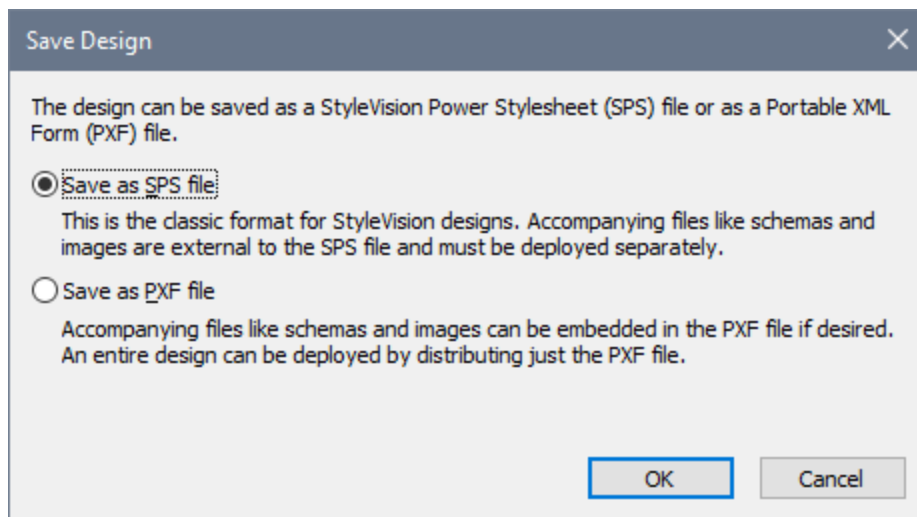 Save Design
The design can be saved as a StyleVision Power Stylesheet (SPS) file or as a Portable XML
Form (PXF) file.
Save as SPS file
This is the classic format for StyleVision designs. Accompanying files like schemas and
images are external to the SPS file and must be deployed separately.
Save as PXF file
Accompanying files like schemas and images can be embedded in the PXF file if desired.
An entire design can be deployed by distributing just the PXF file.
OK Cancel